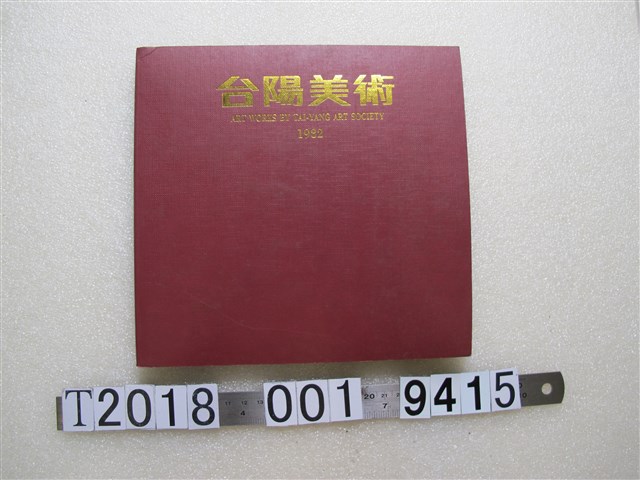 台陽美術
ART WORKS BY TAI-YANG ART SOCIETY
1982
T2018 001 9415